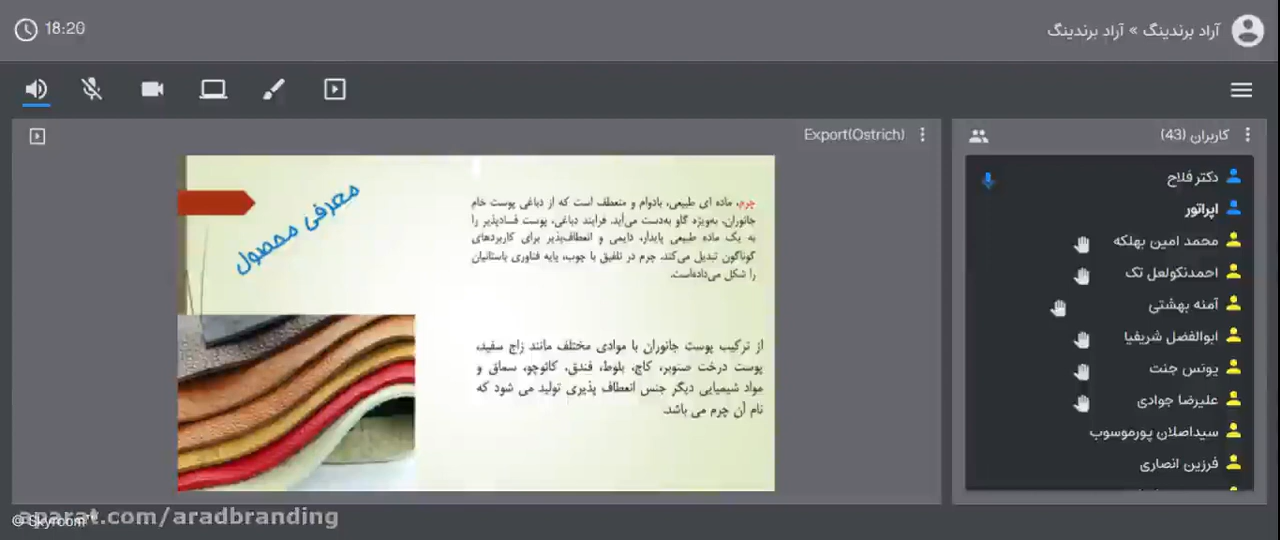 18:20
آراد برندینگ » آراد برندینگ
Export(Ostrich)
معرفی محصول
چرم، ماده ای طبیعی، بادوام و منعطف است که از دباغی پوست خام
جانوران، به‌ویژه گاو به‌دست می‌آید. فرایند دباغی، پوست فسادپذیر را
به یک ماده طبیعی پایدار، دایمی و انعطاف‌پذیر برای کاربردهای
گوناگون تبدیل می‌کند. چرم در تلفیق با چوب، پایه فناوری باستانیان
را شکل می‌داده‌است.
از ترکیب پوست جانوران با موادی مختلف مانند زاج سفید،
پوست درخت صنوبر، کاج، بلوط، فندق، کائوچو، سماق و
مواد شیمیایی دیگر جنس انعطاف پذیری تولید می شود که
نام آن چرم می باشد.
کاربران (43)
دکتر فلاح
اپراتور
محمد امین بهلکه
احمدنکولعل تک
آمنه بهشتی
ابوالفضل شریفیا
یونس جنت
علیرضا جوادی
سیداصلان پورموسوب
فرزین انصاری
© Skyroom™
aparat.com/aradbranding